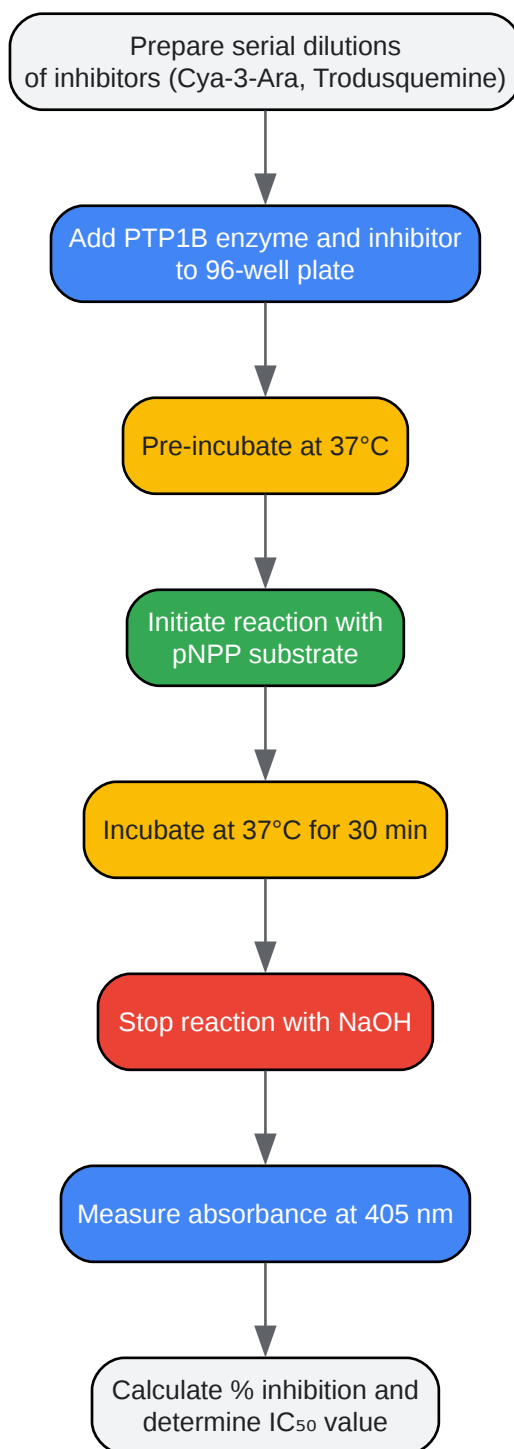 Prepare serial dilutions
of inhibitors (Cya-3-Ara, Trodusquemine)
Add PTP1B enzyme and inhibitor
to 96-well plate
Pre-incubate at 37°C
Initiate reaction with
pNPP substrate
Incubate at 37°C for 30 min
Stop reaction with NaOH
Measure absorbance at 405 nm
Calculate % inhibition and
determine IC₅₀ value